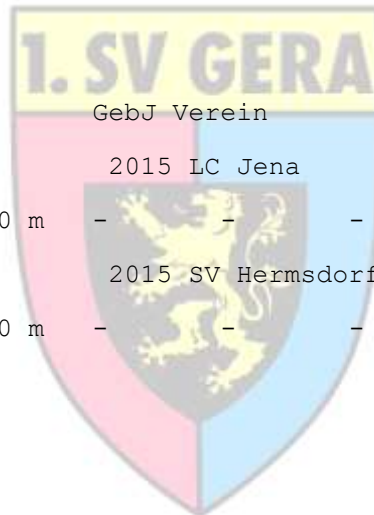 1. SV GERA
GebJ Verein
2015 LC Jena
0 m - - -
2015 SV Hermsdorf
0 m - - -